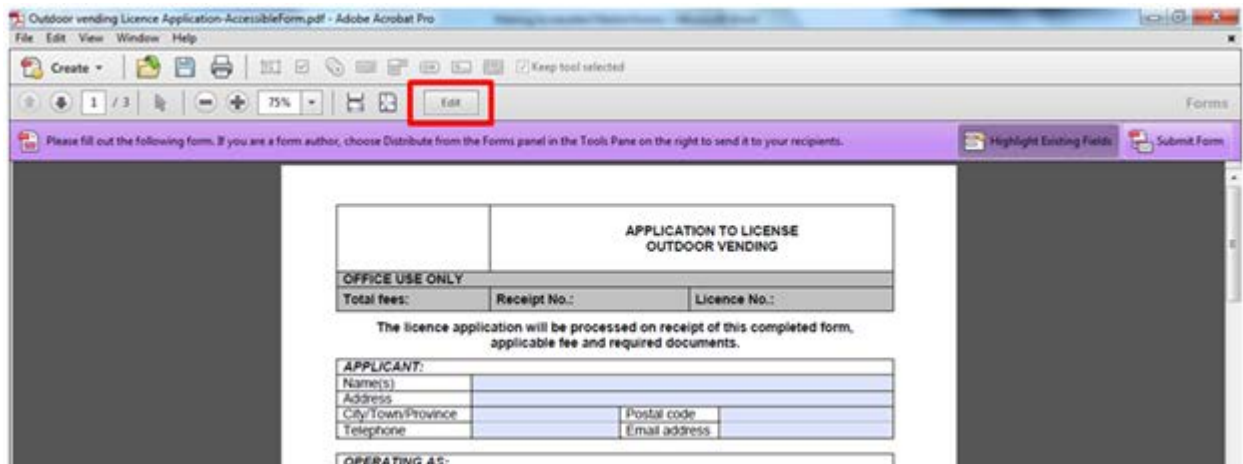 Outdoor vending Licence Application-AccessibleForm.pdf - Adobe Acrobat Pro
File Edit View Window Help
Create Keep tool selected
1 / 3 75% Edit Forms
Please fill out the following form. If you are a form author, choose Distribute from the Forms panel in the Tools Pane on the right to send it to your recipients. Highlight Existing Fields Submit Form
APPLICATION TO LICENSE
OUTDOOR VENDING
OFFICE USE ONLY
Total fees: Receipt No.: Licence No.:
The licence application will be processed on receipt of this completed form,
applicable fee and required documents.
APPLICANT:
Name(s)
Address
City/Town/Province Postal code
Telephone Email address
OPERATING AS: